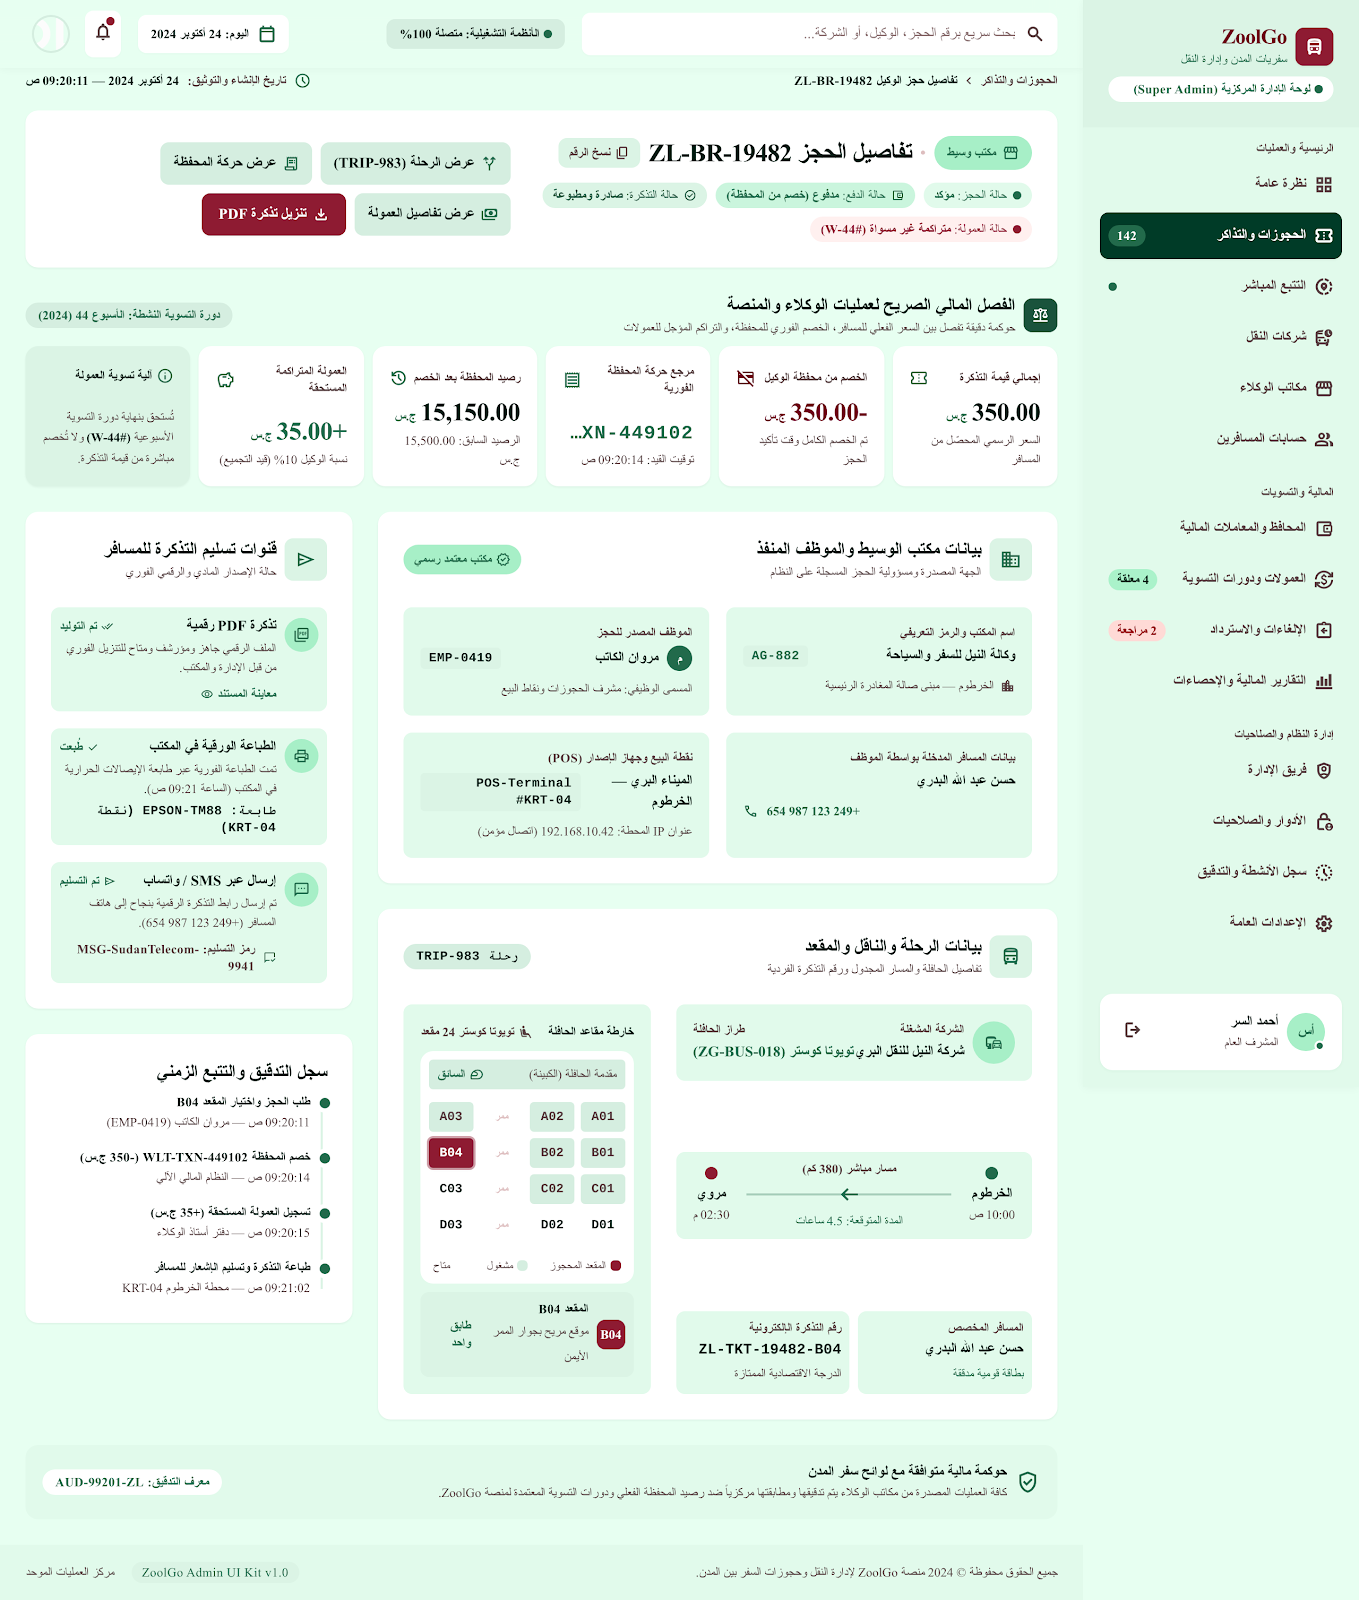 ZoolGo
سفريات المدن وإدارة النقل
لوحة الإدارة المركزية (Super Admin)
الرئيسية والعمليات
نظرة عامة
الحجوزات والتذاكر
142
التتبع المباشر
شركات النقل
مكاتب الوكلاء
حسابات المسافرين
المالية والتسويات
المحافظ والمعاملات المالية
العمولات ودورات التسوية
4 معلقة
الإلغاءات والاسترداد
2 مراجعة
التقارير المالية والإحصاءات
إدارة النظام والصلاحيات
فريق الإدارة
الأدوار والصلاحيات
سجل الأنشطة والتدقيق
الإعدادات العامة
أس
أحمد السر
المشرف العام
بحث سريع برقم الحجز، الوكيل، أو الشركة...
الأنظمة التشغيلية: متصلة 100%
اليوم: 24 أكتوبر 2024
الحجوزات والتذاكر
تفاصيل حجز الوكيل ZL-BR-19482
تاريخ الإنشاء والتوثيق: 24 أكتوبر 2024 — 09:20:11 ص
مكتب وسيط
• تفاصيل الحجز ZL-BR-19482
نسخ الرقم
حالة الحجز: مؤكد
حالة الدفع: مدفوع (خصم من المحفظة)
حالة التذكرة: صادرة ومطبوعة
حالة العمولة: متراكمة غير مسواة (#W-44)
عرض الرحلة (TRIP-983)
عرض حركة المحفظة
عرض تفاصيل العمولة
تنزيل تذكرة PDF
الفصل المالي الصريح لعمليات الوكلاء والمنصة
حوكمة دقيقة تفصل بين السعر الفعلي للمسافر، الخصم الفوري للمحفظة، والتراكم المؤجل للعمولات
دورة التسوية النشطة: الأسبوع 44 (2024)
إجمالي قيمة التذكرة
350.00 ج.س
السعر الرسمي المحصّل من
المسافر
الخصم من محفظة الوكيل
-350.00 ج.س
تم الخصم الكامل وقت تأكيد
الحجز
مرجع حركة المحفظة
الفورية
...XN-449102
توقيت القيد: 09:20:14 ص
رصيد المحفظة بعد الخصم
15,150.00 ج.س
الرصيد السابق: 15,500.00
ج.س
العمولة المتراكمة
المستحقة
+35.00 ج.س
نسبة الوكيل 10% (قيد التجميع)
آلية تسوية العمولة
تُستحق بنهاية دورة التسوية
الأسبوعية (#W-44) ولا تُخصم
مباشرة من قيمة التذكرة.
بيانات مكتب الوسيط والموظف المنفذ
الجهة المصدرة ومسؤولية الحجز المسجلة على النظام
مكتب معتمد رسمي
اسم المكتب والرمز التعريفي
وكالة النيل للسفر والسياحة
AG-882
الخرطوم — مبنى صالة المغادرة الرئيسية
الموظف المصدر للحجز
م
مروان الكاتب
EMP-0419
المسمى الوظيفي: مشرف الحجوزات ونقاط البيع
بيانات المسافر المدخلة بواسطة الموظف
حسن عبد الله البدري
+249 123 987 654
نقطة البيع وجهاز الإصدار (POS)
الميناء البري —
الخرطوم
POS-Terminal
#KRT-04
عنوان IP المحطة: 192.168.10.42 (اتصال مؤمن)
قنوات تسليم التذكرة للمسافر
حالة الإصدار المادي والرقمي الفوري
تذكرة PDF رقمية
تم التوليد
الملف الرقمي جاهز ومؤرشف ومتاح للتنزيل الفوري
من قبل الإدارة والمكتب.
معاينة المستند
الطباعة الورقية في المكتب
طُبعت
تمت الطباعة الفورية عبر طابعة الإيصالات الحرارية
في المكتب (الساعة 09:21 ص).
طابعة: EPSON-TM88 (نقطة
KRT-04)
إرسال عبر SMS / واتساب
تم التسليم
تم إرسال رابط التذكرة الرقمية بنجاح إلى هاتف
المسافر (+249 123 987 654).
رمز التسليم: MSG-SudanTelecom-
9941
بيانات الرحلة والناقل والمقعد
تفاصيل الحافلة والمسار المجدول ورقم التذكرة الفردية
رحلة TRIP-983
الشركة المشغلة
شركة النيل للنقل البري
طراز الحافلة
تويوتا كوستر (ZG-BUS-018)
مسار مباشر (380 كم)
الخرطوم
10:00 ص
المدة المتوقعة: 4.5 ساعات
مروي
02:30 م
المسافر المخصص
حسن عبد الله البدري
بطاقة قومية مدققة
رقم التذكرة الإلكترونية
ZL-TKT-19482-B04
الدرجة الاقتصادية الممتازة
خارطة مقاعد الحافلة
تويوتا كوستر 24 مقعد
مقدمة الحافلة (الكبينة)
السائق
A01 A02 ممر A03
B01 B02 ممر B04
C01 C02 ممر C03
D01 D02 ممر D03
المقعد المحجوز
مشغول
متاح
B04
المقعد B04
موقع مريح بجوار الممر
الأيمن
طابق
واحد
سجل التدقيق والتتبع الزمني
طلب الحجز واختيار المقعد B04
09:20:11 ص — مروان الكاتب (EMP-0419)
خصم المحفظة WLT-TXN-449102 (-350 ج.س)
09:20:14 ص — النظام المالي الآلي
تسجيل العمولة المستحقة (+35 ج.س)
09:20:15 ص — دفتر أستاذ الوكلاء
طباعة التذكرة وتسليم الإشعار للمسافر
09:21:02 ص — محطة الخرطوم KRT-04
حوكمة مالية متوافقة مع لوائح سفر المدن
كافة العمليات المصدرة من مكاتب الوكلاء يتم تدقيقها ومطابقتها مركزياً ضد رصيد المحفظة الفعلي ودورات التسوية المعتمدة لمنصة ZoolGo.
معرف التدقيق: AUD-99201-ZL
جميع الحقوق محفوظة © 2024 منصة ZoolGo لإدارة النقل وحجوزات السفر بين المدن.
ZoolGo Admin UI Kit v1.0
مركز العمليات الموحد